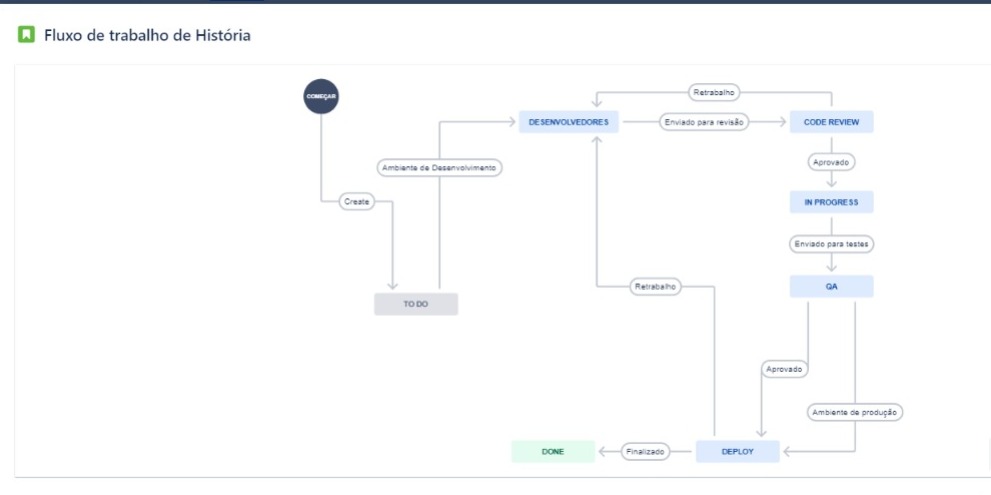 Fluxo de trabalho de História
COMEÇAR
Retrabalho
DESENVOLVEDORES
Enviado para revisão
CODE REVIEW
Ambiente de Desenvolvimento
Aprovado
Create
IN PROGRESS
Enviado para testes
Retrabalho
QA
TO DO
Aprovado
Ambiente de produção
DONE
Finalizado
DEPLOY